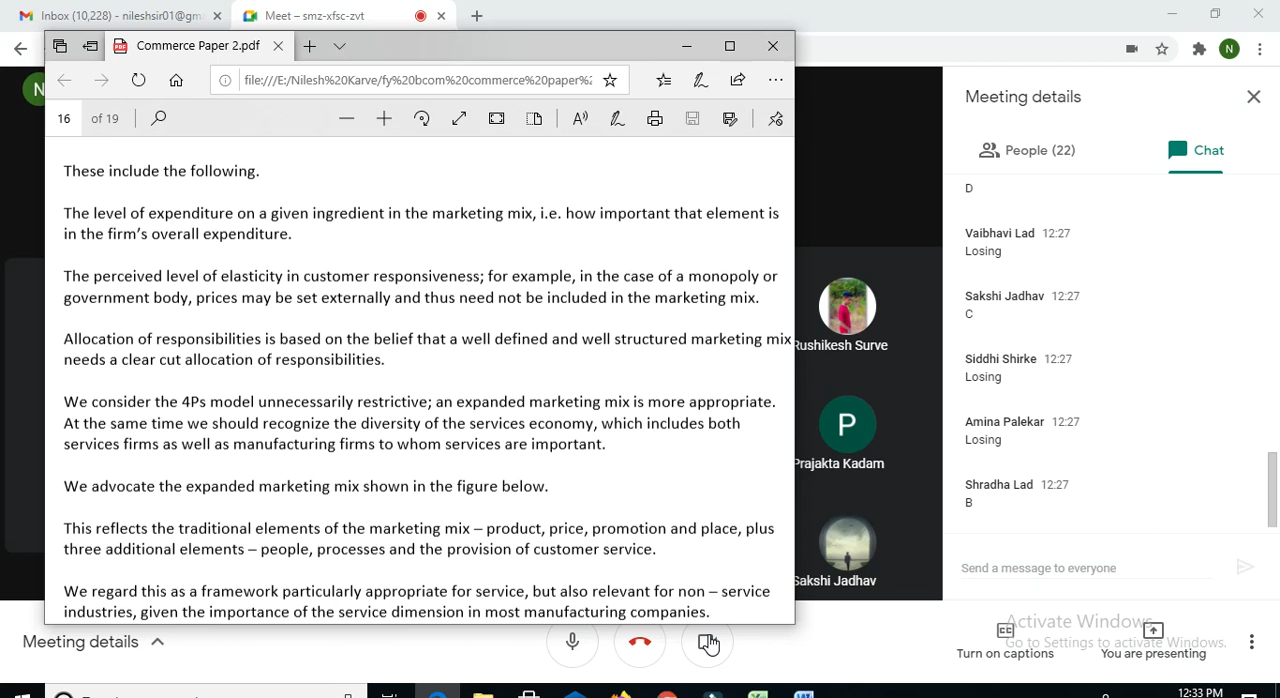 Inbox (10,228) - nileshsir01@gm
Meet – smz-xfsc-zvt
Commerce Paper 2.pdf
N
file:///E:/Nilesh%20Karve/fy%20bcom%20commerce%20paper%2
16 of 19
These include the following.
The level of expenditure on a given ingredient in the marketing mix, i.e. how important that element is
in the firm's overall expenditure.
The perceived level of elasticity in customer responsiveness; for example, in the case of a monopoly or
government body, prices may be set externally and thus need not be included in the marketing mix.
Allocation of responsibilities is based on the belief that a well defined and well structured marketing mix
needs a clear cut allocation of responsibilities.
We consider the 4Ps model unnecessarily restrictive; an expanded marketing mix is more appropriate.
At the same time we should recognize the diversity of the services economy, which includes both
services firms as well as manufacturing firms to whom services are important.
We advocate the expanded marketing mix shown in the figure below.
This reflects the traditional elements of the marketing mix – product, price, promotion and place, plus
three additional elements – people, processes and the provision of customer service.
We regard this as a framework particularly appropriate for service, but also relevant for non – service
industries, given the importance of the service dimension in most manufacturing companies.
N
Rushikesh Surve
P
Prajakta Kadam
Sakshi Jadhav
Meeting details
People (22)
Chat
D
Vaibhavi Lad 12:27
Losing
Sakshi Jadhav 12:27
C
Siddhi Shirke 12:27
Losing
Amina Palekar 12:27
Losing
Shradha Lad 12:27
B
Send a message to everyone
Activate Windows
Go to Settings to activate Windows.
Meeting details
Turn on captions
You are presenting
12:33 PM